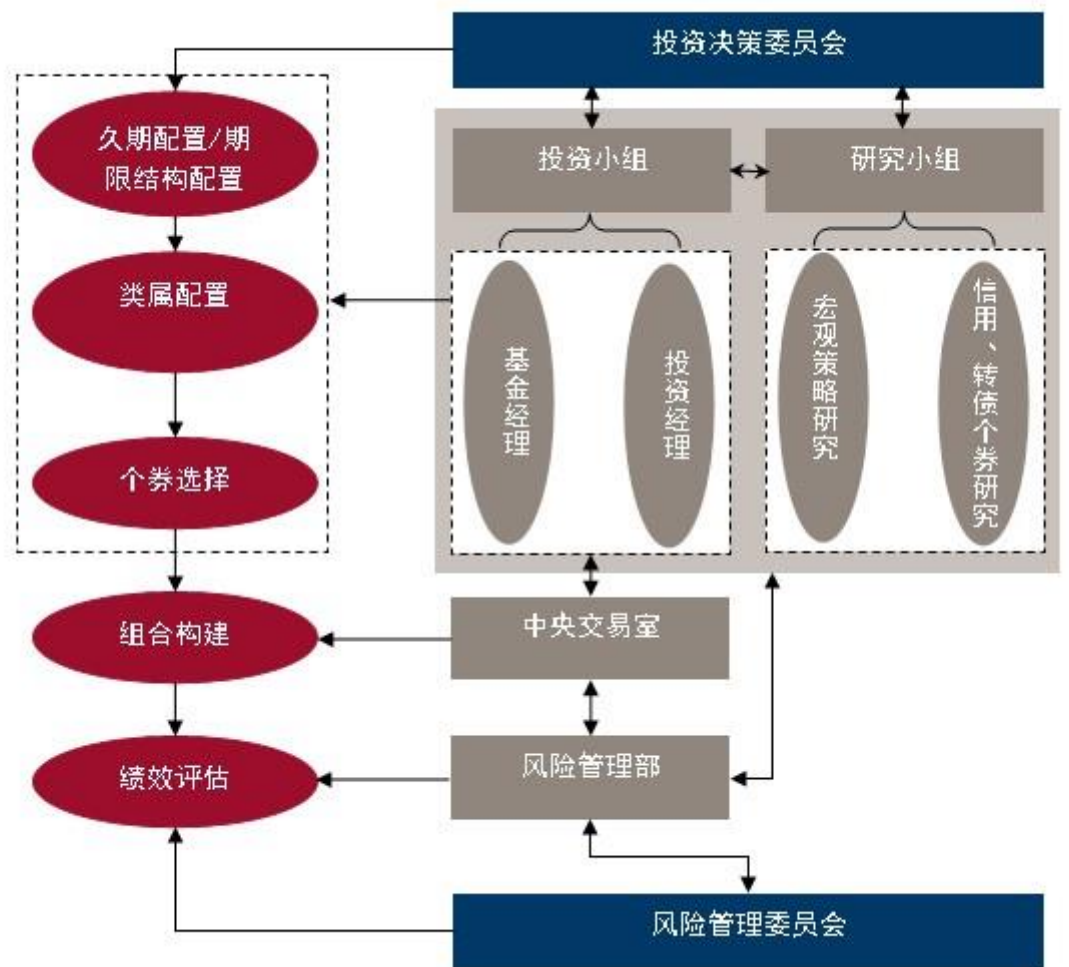 投资决策委员会
久期配置/期
限结构配置
投资小组
研究小组
类属配置
基金经理
投资经理
宏观策略研究
信用、转债个券研究
个券选择
组合构建
中央交易室
绩效评估
风险管理部
风险管理委员会